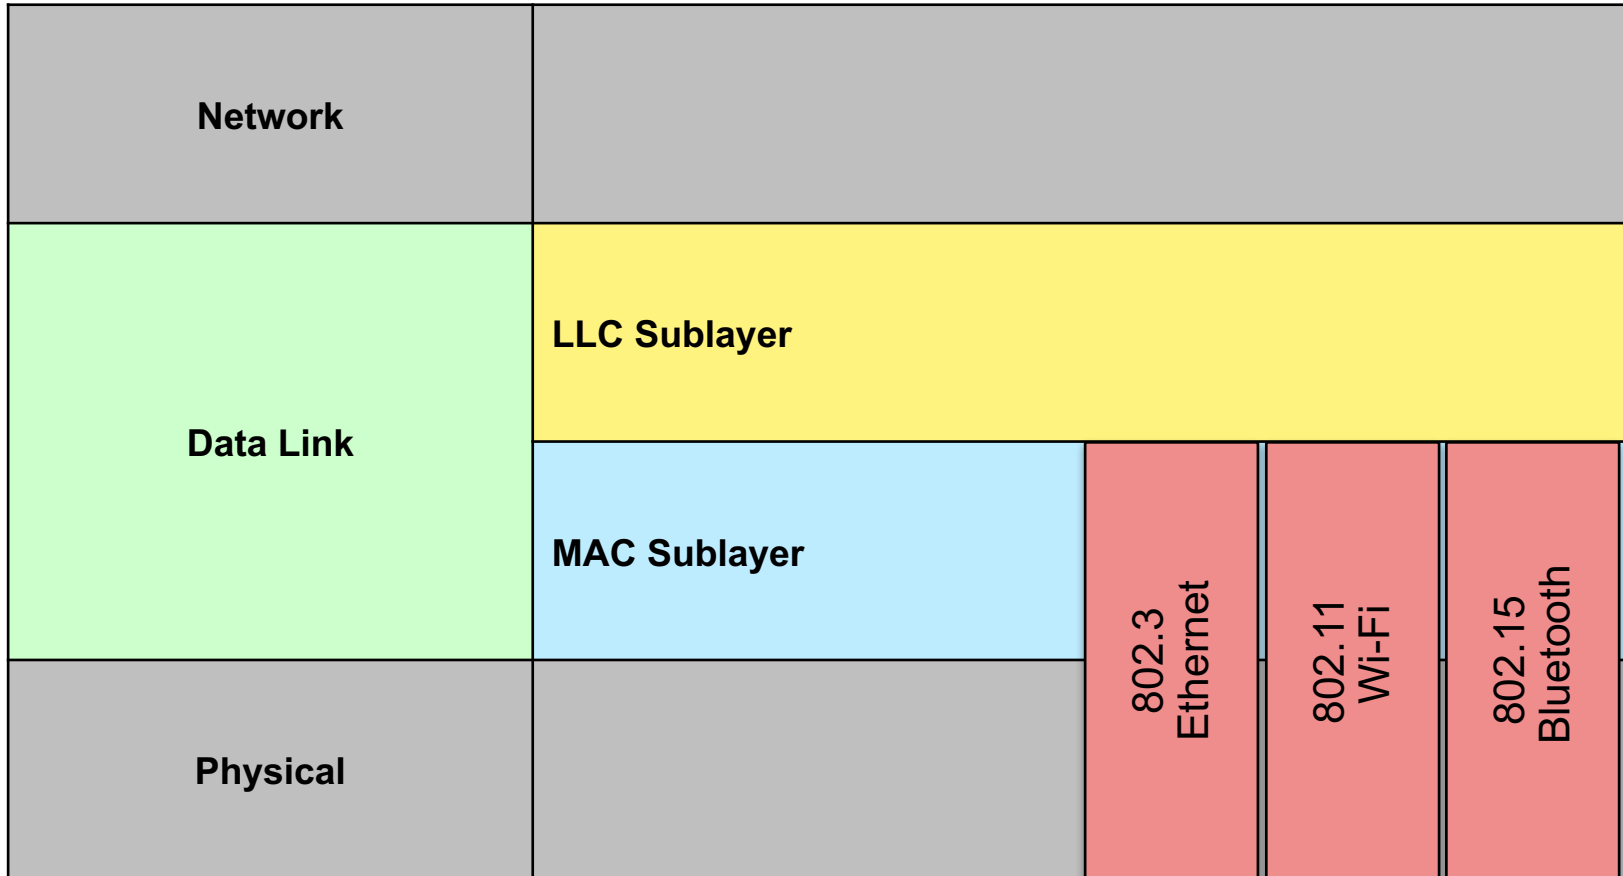 Network
LLC Sublayer
Data Link
MAC Sublayer
802.3
Ethernet
802.11
Wi-Fi
802.15
Bluetooth
Physical